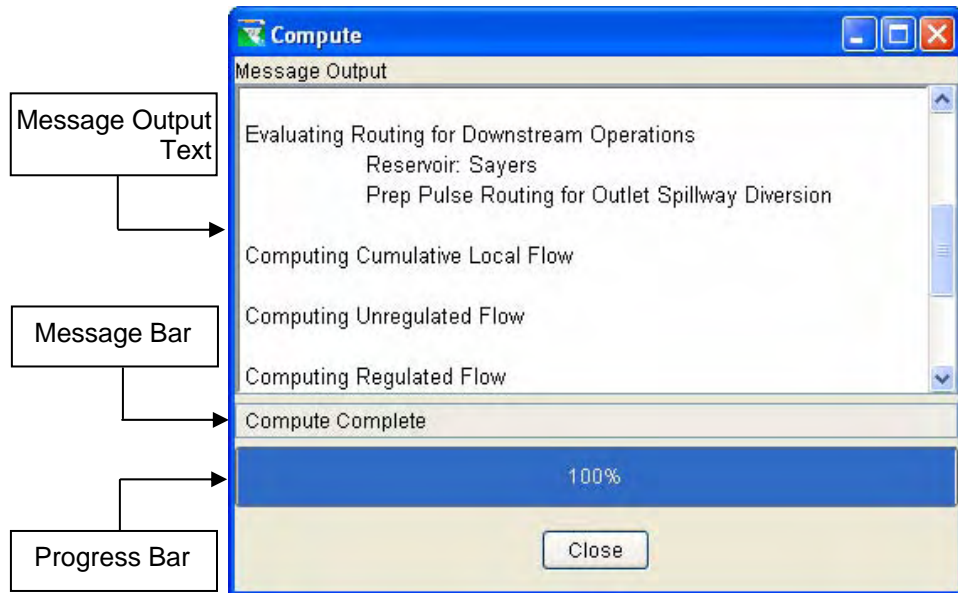 Compute
Message Output
Message Output
Text
Evaluating Routing for Downstream Operations
Reservoir: Sayers
Prep Pulse Routing for Outlet Spillway Diversion
Computing Cumulative Local Flow
Computing Unregulated Flow
Message Bar
Computing Regulated Flow
Compute Complete
100%
Progress Bar
Close